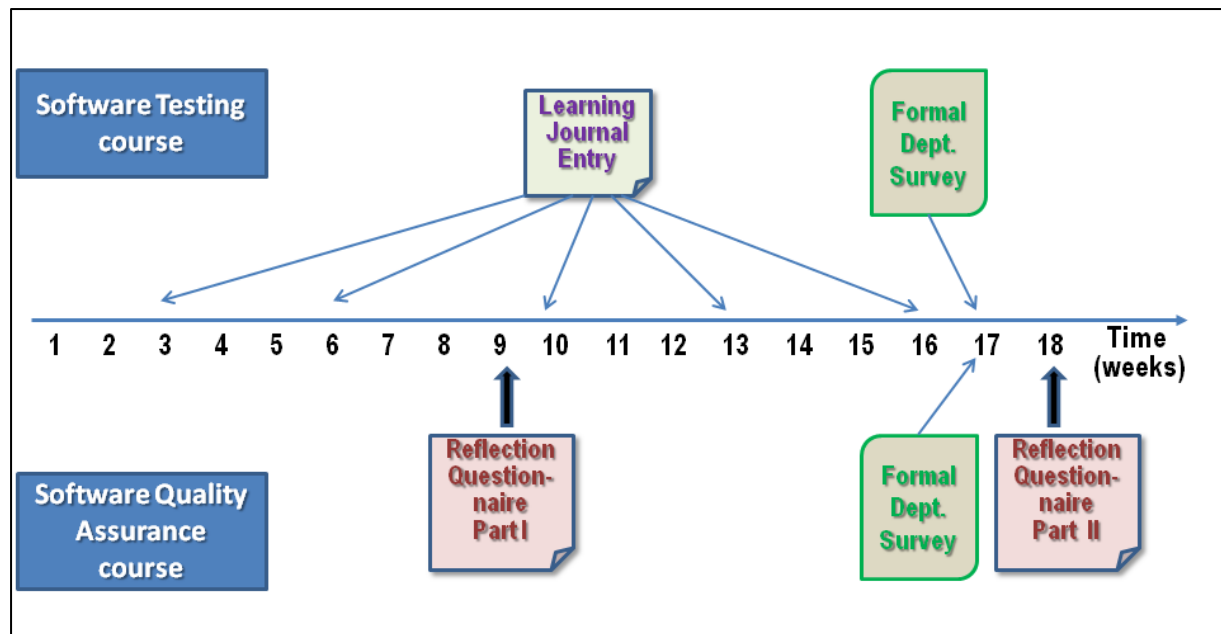 Software Testing
course
Learning
Journal
Entry
Formal
Dept.
Survey
1 2 3 4 5 6 7 8 9 10 11 12 13 14 15 16 17 18 Time
(weeks)
Software Quality
Assurance
course
Reflection
Question-
naire
Part I
Formal
Dept.
Survey
Reflection
Question-
naire
Part II